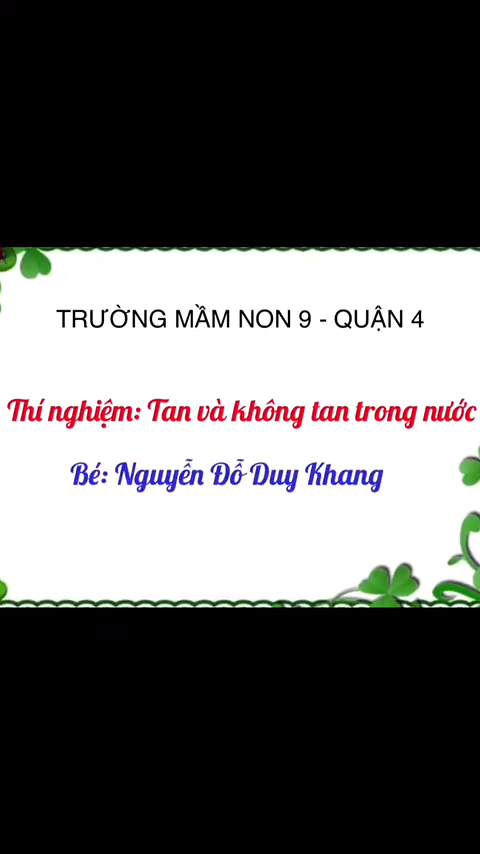 TRƯỜNG MẦM NON 9 - QUẬN 4
Thí nghiệm: Tan và không tan trong nước
Bé: Nguyễn Đỗ Duy Khang